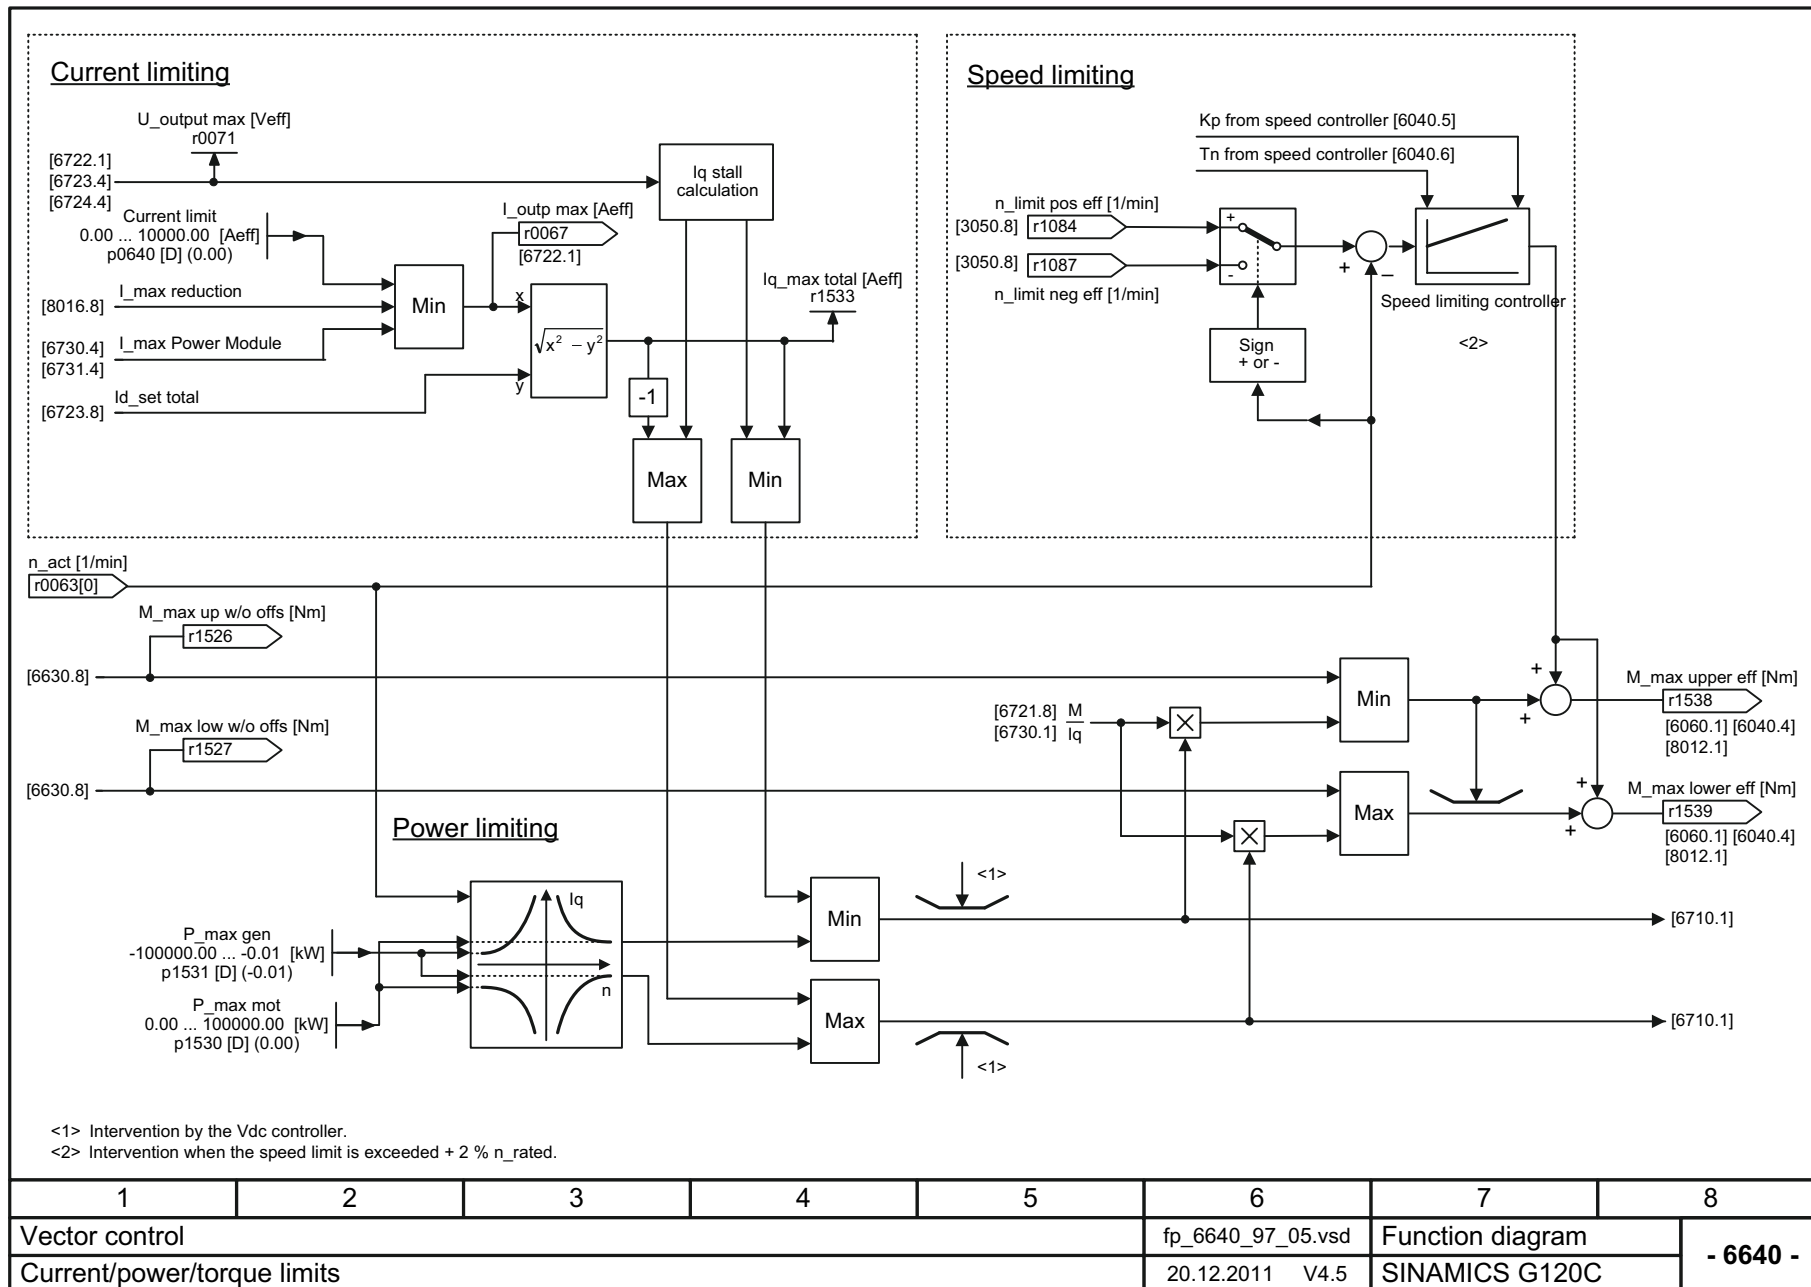 Current limiting
U_output max [Veff]
r0071
[6722.1]
[6723.4]
[6724.4]
Iq stall
calculation
Current limit
0.00 ... 10000.00 [Aeff]
p0640 [D] (0.00)
I_outp max [Aeff]
r0067
[6722.1]
Iq_max total [Aeff]
r1533
[8016.8]
I_max reduction
Min
x
√x² – y²
y
[6730.4]
[6731.4]
I_max Power Module
[6723.8]
Id_set total
-1
Max
Min
Speed limiting
Kp from speed controller [6040.5]
Tn from speed controller [6040.6]
n_limit pos eff [1/min]
[3050.8]
r1084
[3050.8]
r1087
n_limit neg eff [1/min]
+
-
+
–
Speed limiting controller
<2>
Sign
+ or -
n_act [1/min]
r0063[0]
M_max up w/o offs [Nm]
r1526
[6630.8]
M_max low w/o offs [Nm]
r1527
[6630.8]
[6721.8]
[6730.1]
M
Iq
Min
+
+
M_max upper eff [Nm]
r1538
[6060.1] [6040.4]
[8012.1]
Max
+
+
M_max lower eff [Nm]
r1539
[6060.1] [6040.4]
[8012.1]
Power limiting
Iq
n
P_max gen
-100000.00 ... -0.01 [kW]
p1531 [D] (-0.01)
P_max mot
0.00 ... 100000.00 [kW]
p1530 [D] (0.00)
Min
<1>
[6710.1]
Max
<1>
[6710.1]
<1> Intervention by the Vdc controller.
<2> Intervention when the speed limit is exceeded + 2 % n_rated.
1 2 3 4 5 6 7 8
Vector control
fp_6640_97_05.vsd
Function diagram
- 6640 -
Current/power/torque limits
20.12.2011 V4.5
SINAMICS G120C